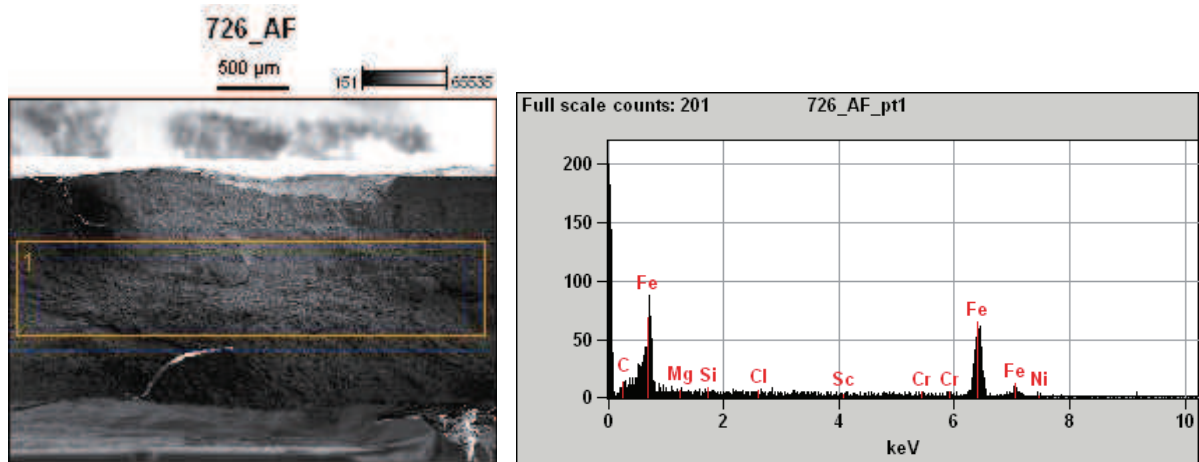 726_AF
500 µm
151 65535
1
Full scale counts: 201 726_AF_pt1
200
150
100
50
0
C Fe Mg Si Cl Sc Cr Cr Fe Fe Ni
0 2 4 6 8 10
keV